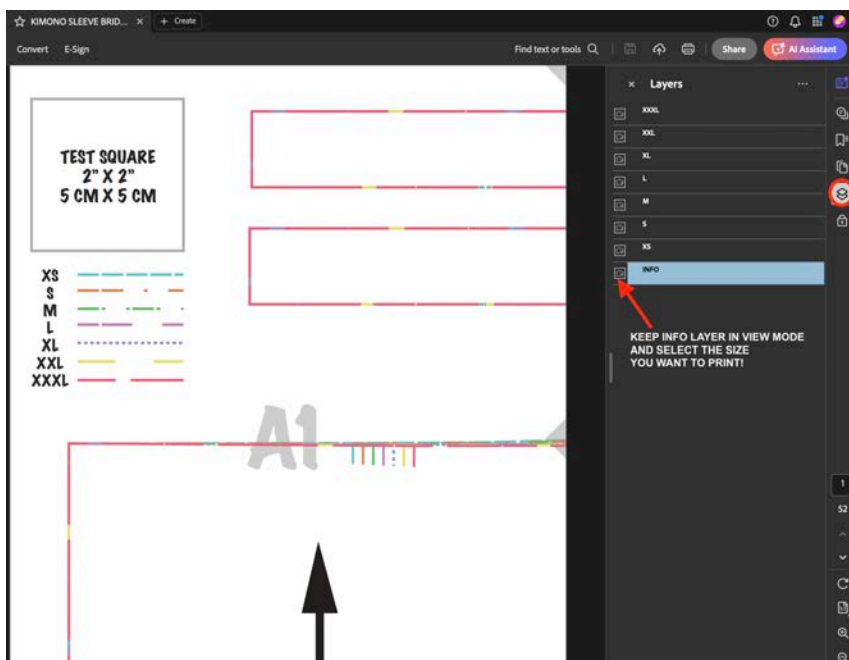 KIMONO SLEEVE BRID... × + Create
Convert E-Sign Find text or tools Share AI Assistant
× Layers ...
XXXL
XXL
XL
L
M
S
XS
INFO
KEEP INFO LAYER IN VIEW MODE
AND SELECT THE SIZE
YOU WANT TO PRINT!
TEST SQUARE
2" X 2"
5 CM X 5 CM
XS
S
M
L
XL
XXL
XXXL
A1
1
52